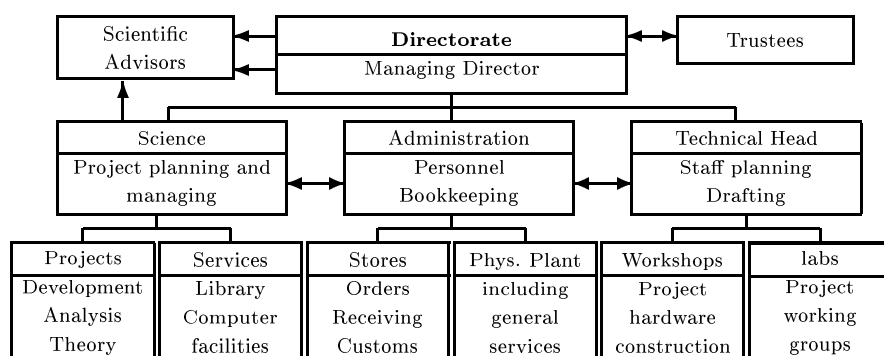 Scientific
Advisors
Directorate
Managing Director
Trustees
Science
Project planning and
managing
Administration
Personnel
Bookkeeping
Technical Head
Staff planning
Drafting
Projects
Development
Analysis
Theory
Services
Library
Computer
facilities
Stores
Orders
Receiving
Customs
Phys. Plant
including
general
services
Workshops
Project
hardware
construction
labs
Project
working
groups